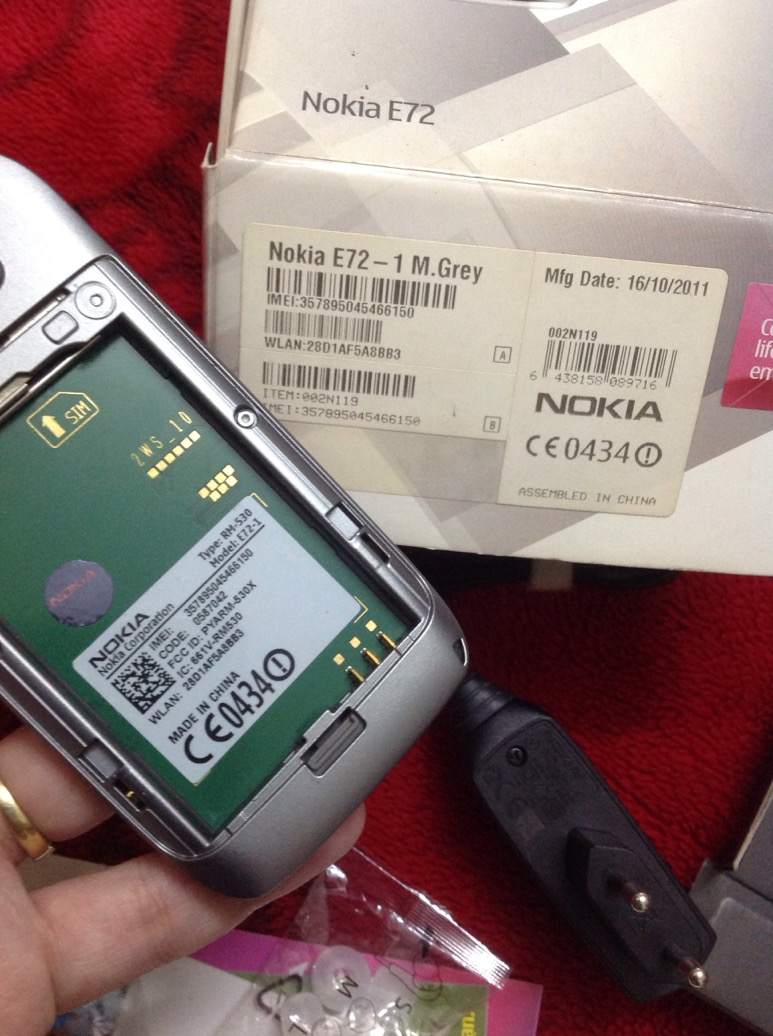 Nokia E72
Nokia E72-1 M.Grey
IMEI:357895045466150
WLAN:28D1AF5A8BB3
A
ITEM:002N119
IMEI:357895045466150
B
Mfg Date: 16/10/2011
002N119
6 438158 089716
NOKIA
CE0434
ASSEMBLED IN CHINA
SIM
2WS_10
NOKIA
Type: RM-530
Model: E72-1
NOKIA
Nokia Corporation
IMEI: 357895045466150
CODE: 0587042
FCC ID: PYARM-530X
IC: 661V-RM530
WLAN: 28D1AF5A8BB3
MADE IN CHINA
CE0434
M
S
L
an.